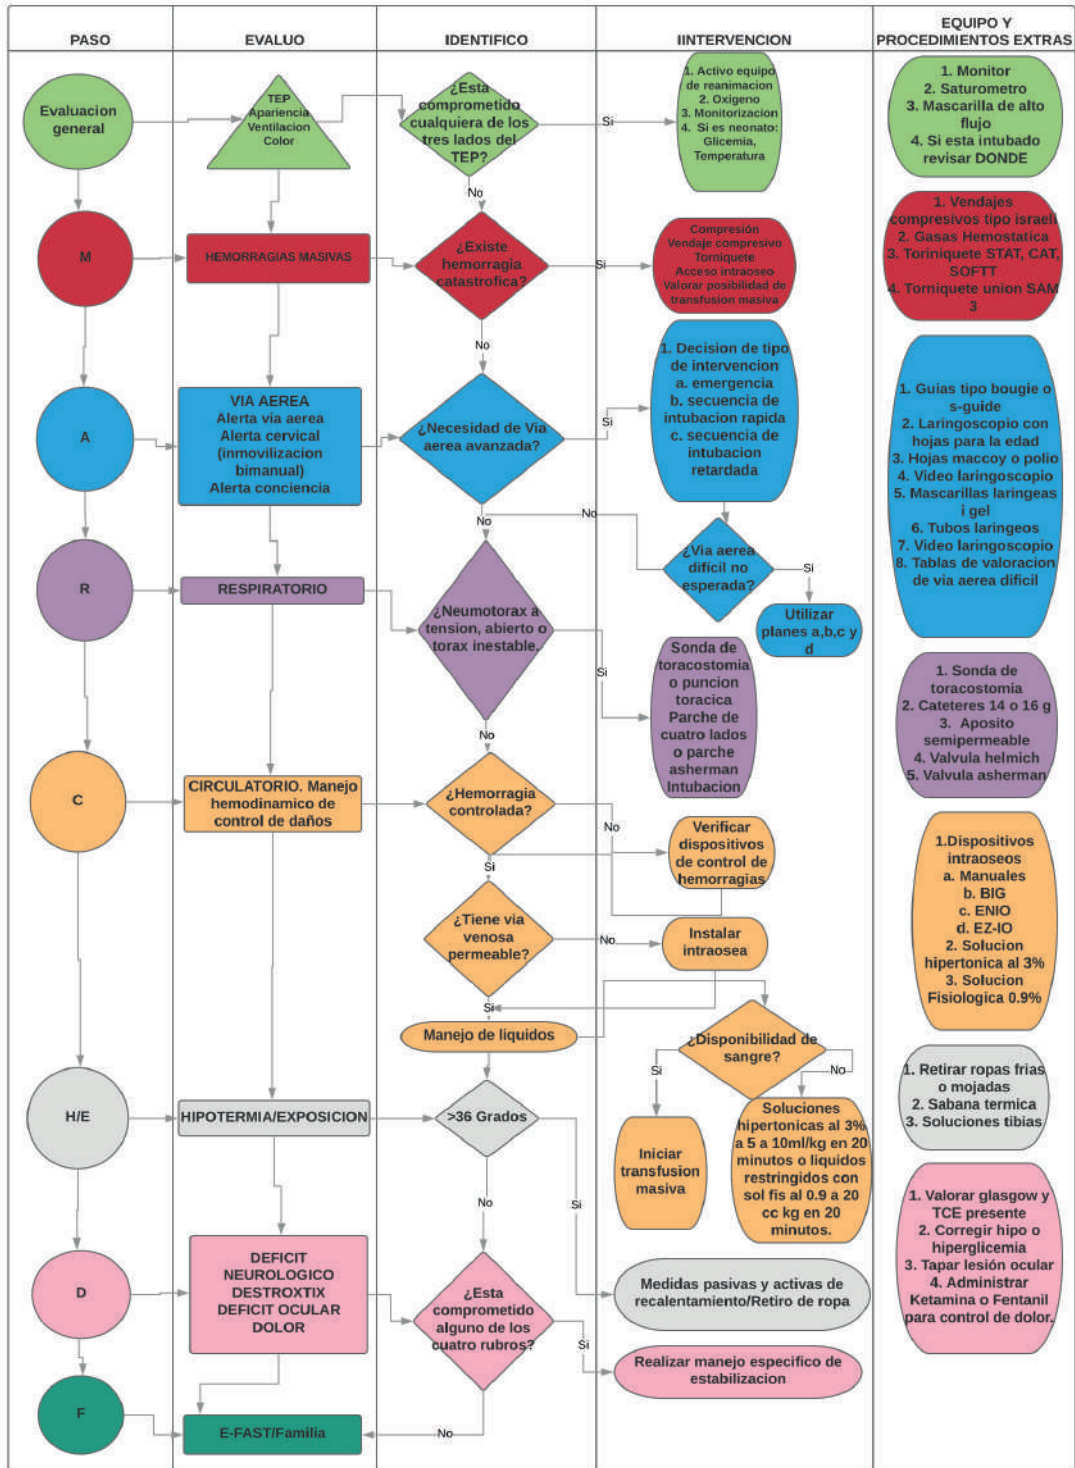 PASO
EVALUO
IDENTIFICO
IINTERVENCION
EQUIPO Y
PROCEDIMIENTOS EXTRAS
Evaluacion
general
TEP
Apariencia
Ventilacion
Color
¿Esta
comprometido
cualquiera de los
tres lados del
TEP?
Si
No
1. Activo equipo
de reanimacion
2. Oxigeno
3. Monitorizacion
4. Si es neonato:
Glicemia,
Temperatura
1. Monitor
2. Saturometro
3. Mascarilla de alto
flujo
4. Si esta intubado
revisar DONDE
M
HEMORRAGIAS MASIVAS
¿Existe
hemorragia
catastrofica?
Si
No
Compresión
Vendaje compresivo
Torniquete
Acceso intraoseo
Valorar posibilidad de
transfusion masiva
1. Vendajes
compresivos tipo israeli
2. Gasas Hemostatica
3. Toriniquete STAT, CAT,
SOFTT
4. Torniquete union SAM
3
A
VIA AEREA
Alerta via aerea
Alerta cervical
(inmovilizacion
bimanual)
Alerta conciencia
¿Necesidad de Via
aerea avanzada?
Si
No
1. Decision de tipo
de intervencion
a. emergencia
b. secuencia de
intubacion rapida
c. secuencia de
intubacion
retardada
No
¿Via aerea
dificil no
esperada?
Si
Utilizar
planes a,b,c y
d
1. Guias tipo bougie o
s-guide
2. Laringoscopio con
hojas para la edad
3. Hojas maccoy o polio
4. Video laringoscopio
5. Mascarillas laringeas
i gel
6. Tubos laringeos
7. Video laringoscopio
8. Tablas de valoracion
de via aerea dificil
R
RESPIRATORIO
¿Neumotorax a
tension, abierto o
torax inestable.
Si
No
Sonda de
toracostomia
o puncion
toracica
Parche de
cuatro lados
o parche
asherman
Intubacion
1. Sonda de
toracostomia
2. Cateteres 14 o 16 g
3. Aposito
semipermeable
4. Valvula helmich
5. Valvula asherman
C
CIRCULATORIO. Manejo
hemodinamico de
control de daños
¿Hemorragia
controlada?
No
Si
Verificar
dispositivos
de control de
hemorragias
¿Tiene via
venosa
permeable?
No
Si
Instalar
intraosea
Manejo de liquidos
¿Disponibilidad de
sangre?
Si
No
Iniciar
transfusion
masiva
Soluciones
hipertonicas al 3%
a 5 a 10ml/kg en 20
minutos o liquidos
restringidos con
sol fis al 0.9 a 20
cc kg en 20
minutos.
1.Dispositivos
intraoseos
a. Manuales
b. BIG
c. ENIO
d. EZ-IO
2. Solucion
hipertonica al 3%
3. Solucion
Fisiologica 0.9%
H/E
HIPOTERMIA/EXPOSICION
>36 Grados
Si
No
Medidas pasivas y activas de
recalentamiento/Retiro de ropa
1. Retirar ropas frias
o mojadas
2. Sabana termica
3. Soluciones tibias
D
DEFICIT
NEUROLOGICO
DESTROXTIX
DEFICIT OCULAR
DOLOR
¿Esta
comprometido
alguno de los
cuatro rubros?
Si
No
Realizar manejo especifico de
estabilizacion
1. Valorar glasgow y
TCE presente
2. Corregir hipo o
hiperglicemia
3. Tapar lesión ocular
4. Administrar
Ketamina o Fentanil
para control de dolor.
F
E-FAST/Familia